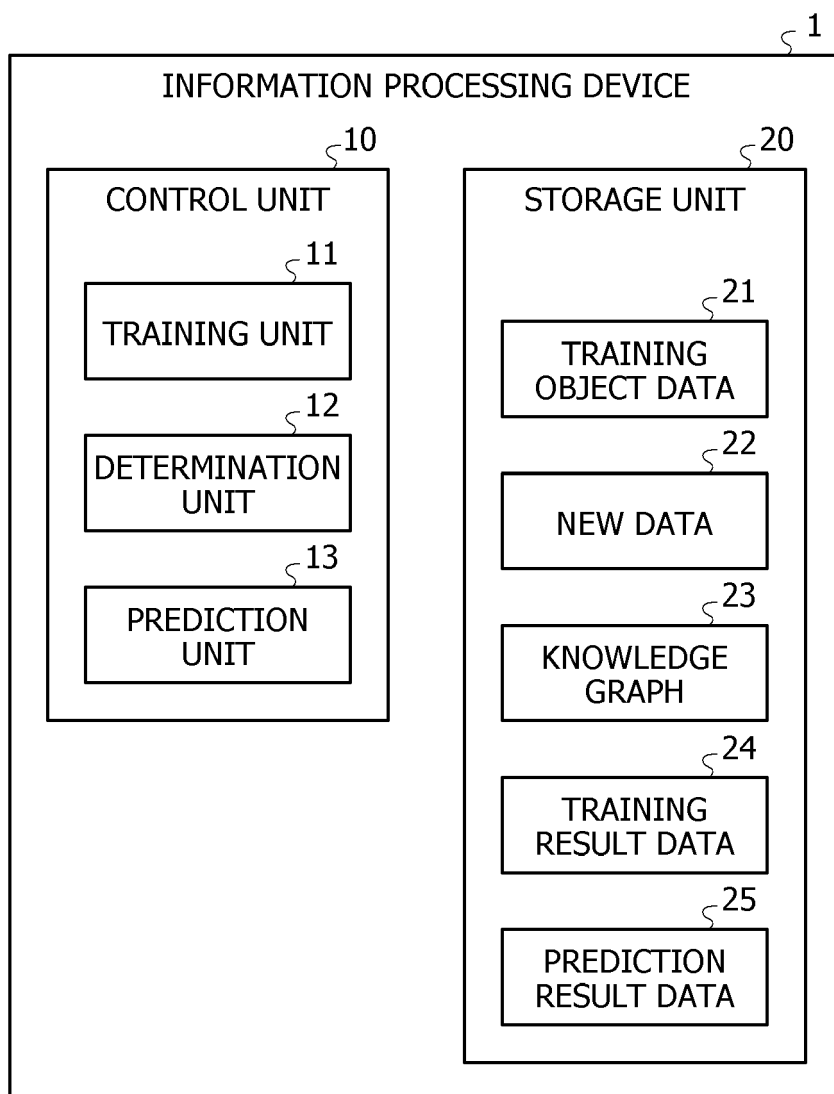 1
INFORMATION PROCESSING DEVICE
10
CONTROL UNIT
11
TRAINING UNIT
12
DETERMINATION
UNIT
13
PREDICTION
UNIT
20
STORAGE UNIT
21
TRAINING
OBJECT DATA
22
NEW DATA
23
KNOWLEDGE
GRAPH
24
TRAINING
RESULT DATA
25
PREDICTION
RESULT DATA